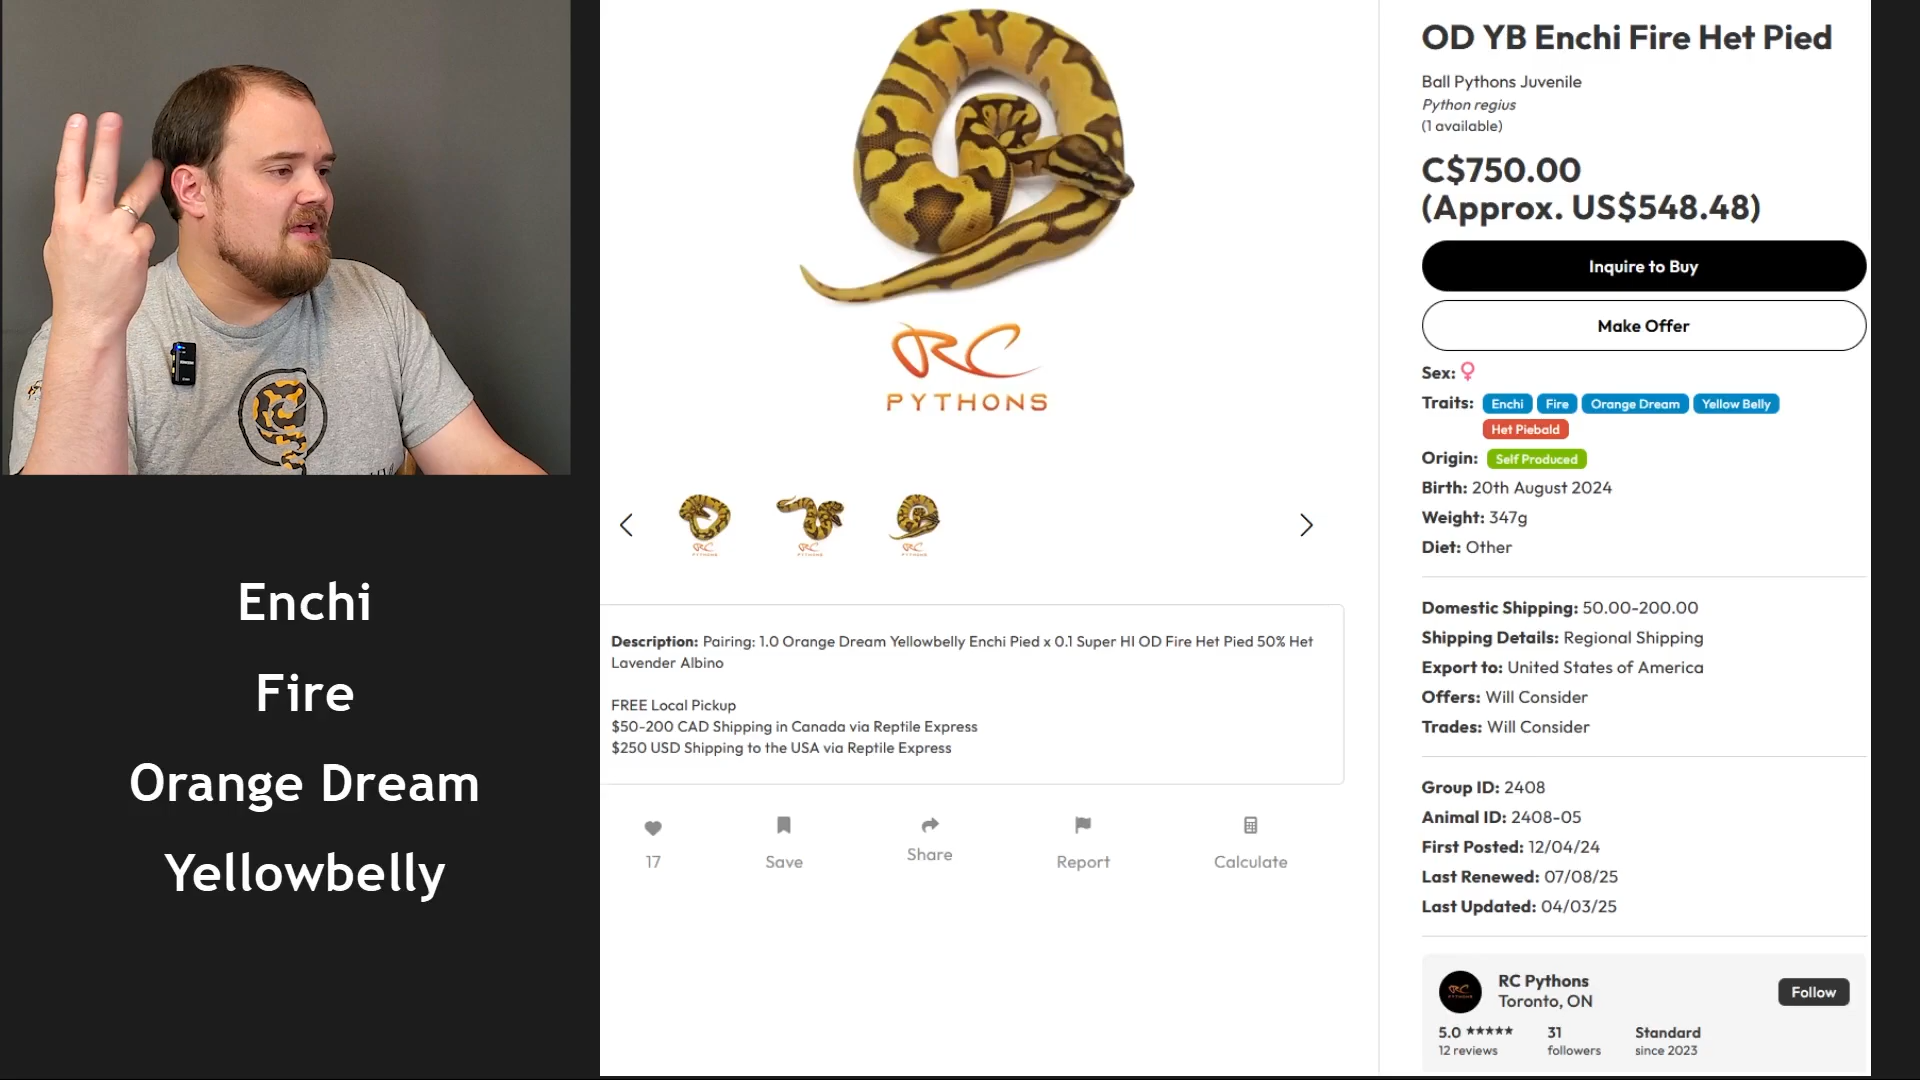 Enchi
Fire
Orange Dream
Yellowbelly
RC
PYTHONS
RC
PYTHONS
RC
PYTHONS
RC
PYTHONS
Description: Pairing: 1.0 Orange Dream Yellowbelly Enchi Pied x 0.1 Super HI OD Fire Het Pied 50% Het
Lavender Albino
FREE Local Pickup
$50-200 CAD Shipping in Canada via Reptile Express
$250 USD Shipping to the USA via Reptile Express
17
Save
Share
Report
Calculate
OD YB Enchi Fire Het Pied
Ball Pythons Juvenile
Python regius
(1 available)
C$750.00
(Approx. US$548.48)
Inquire to Buy
Make Offer
Sex: ♀
Traits: Enchi Fire Orange Dream Yellow Belly
Het Piebald
Origin: Self Produced
Birth: 20th August 2024
Weight: 347g
Diet: Other
Domestic Shipping: 50.00-200.00
Shipping Details: Regional Shipping
Export to: United States of America
Offers: Will Consider
Trades: Will Consider
Group ID: 2408
Animal ID: 2408-05
First Posted: 12/04/24
Last Renewed: 07/08/25
Last Updated: 04/03/25
RC Pythons
Toronto, ON
Follow
5.0 ★★★★★
12 reviews
31
followers
Standard
since 2023